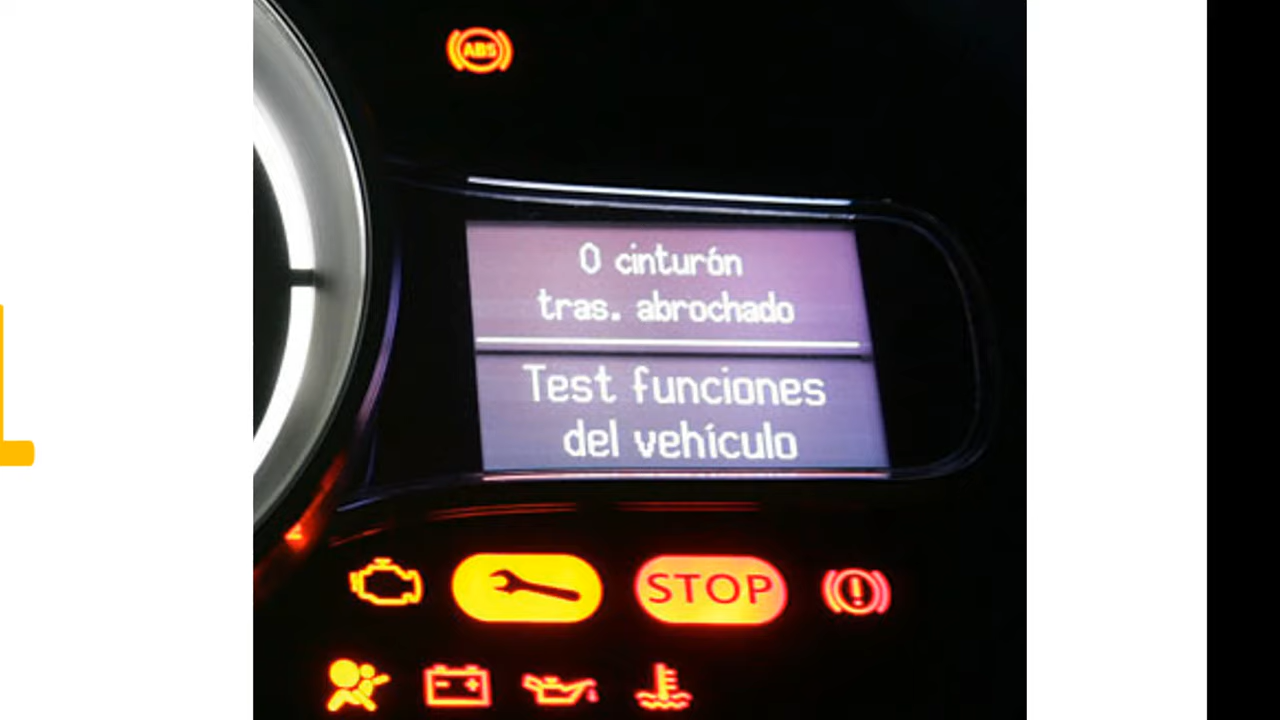 ABS
0 cinturón
tras. abrochado
Test funciones
del vehículo
STOP